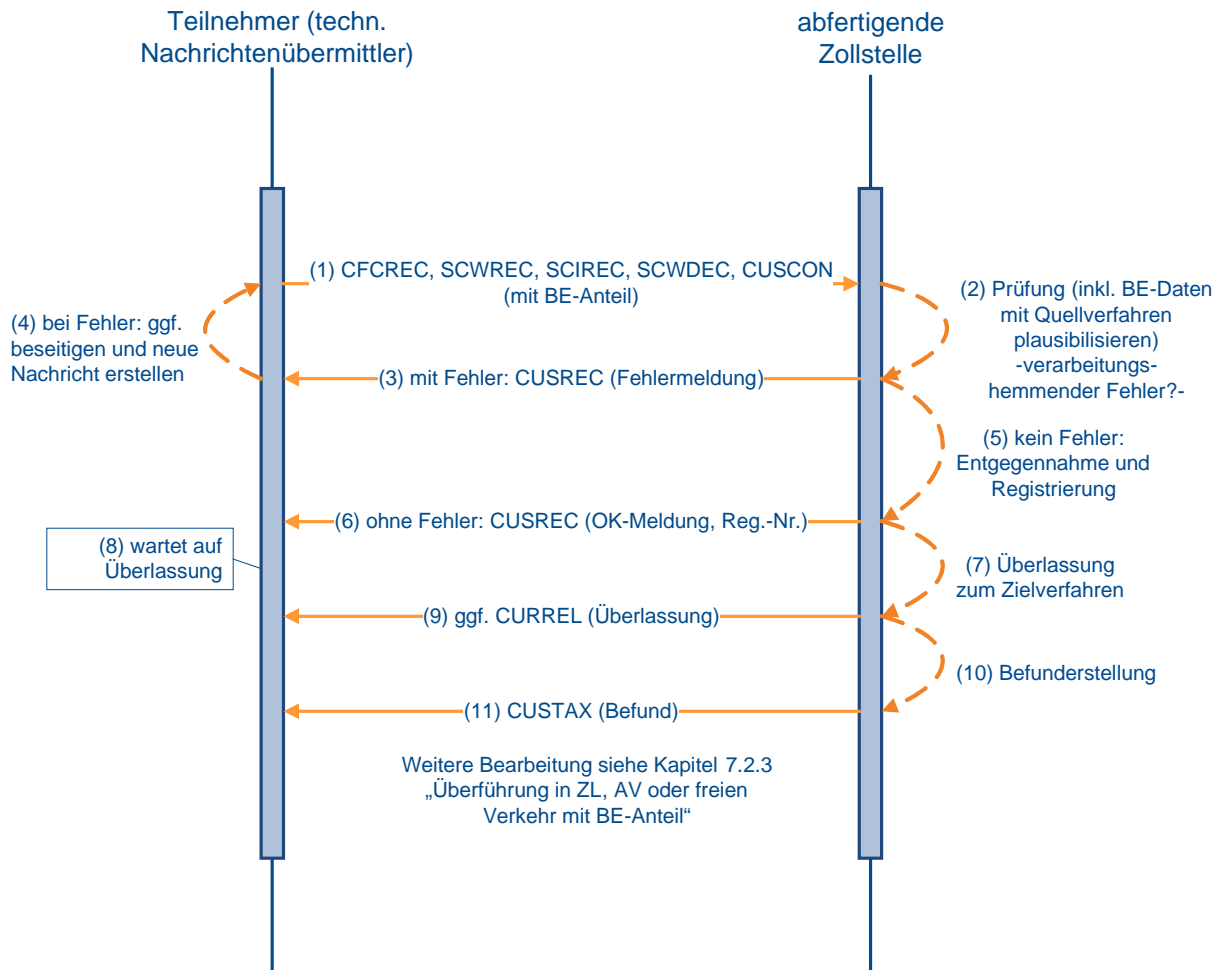 Teilnehmer (techn.
Nachrichtenübermittler)
abfertigende
Zollstelle
(1) CFCREC, SCWREC, SCIREC, SCWDEC, CUSCON
(mit BE-Anteil)
(2) Prüfung (inkl. BE-Daten
mit Quellverfahren
plausibilisieren)
-verarbeitungs-
hemmender Fehler?-
(4) bei Fehler: ggf.
beseitigen und neue
Nachricht erstellen
(3) mit Fehler: CUSREC (Fehlermeldung)
(5) kein Fehler:
Entgegennahme und
Registrierung
(6) ohne Fehler: CUSREC (OK-Meldung, Reg.-Nr.)
(8) wartet auf
Überlassung
(7) Überlassung
zum Zielverfahren
(9) ggf. CURREL (Überlassung)
(10) Befunderstellung
(11) CUSTAX (Befund)
Weitere Bearbeitung siehe Kapitel 7.2.3
„Überführung in ZL, AV oder freien
Verkehr mit BE-Anteil“